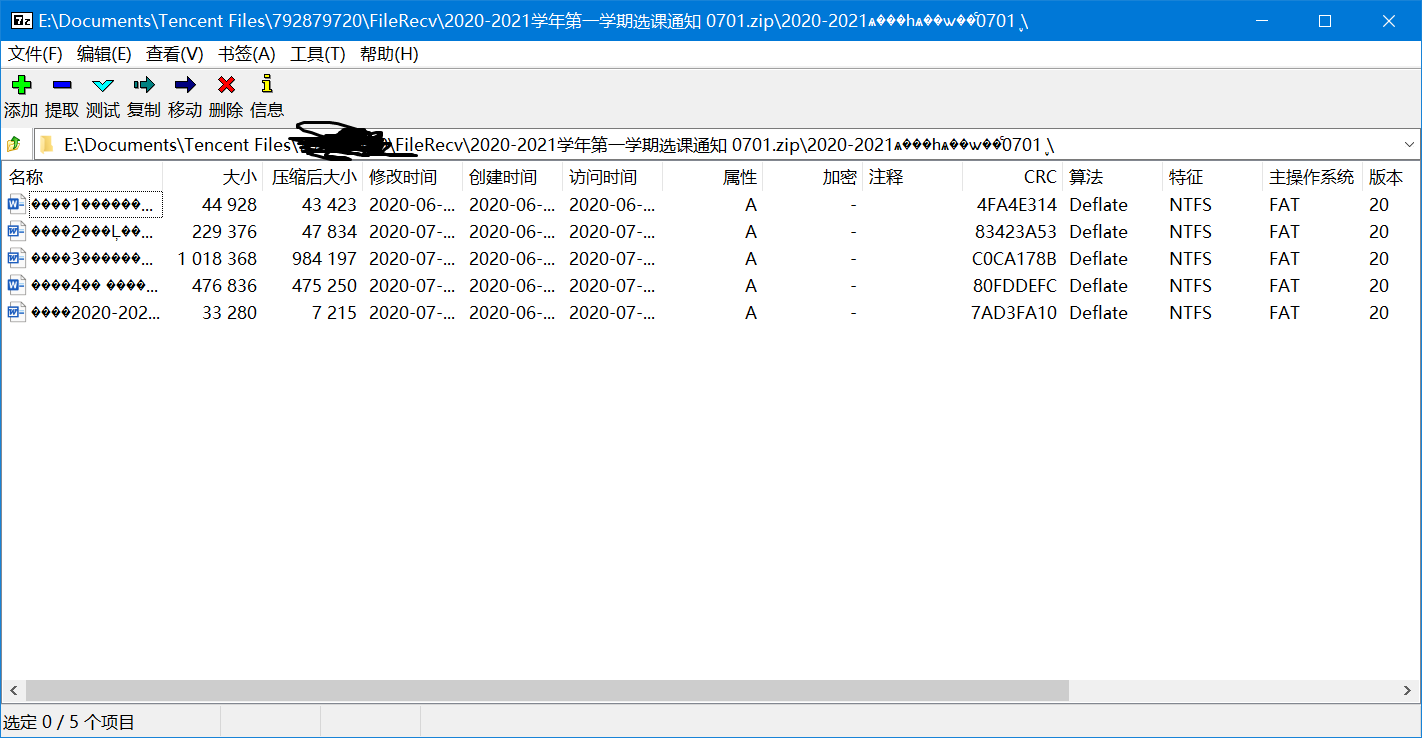 E:\Documents\Tencent Files\792879720\FileRecv\2020-2021学年第一学期选课通知 0701.zip\2020-2021ѧ���һѧ��ѡ��֪ͨ0701\
文件(F) 编辑(E) 查看(V) 书签(A) 工具(T) 帮助(H)
添加 提取 测试 复制 移动 删除 信息
E:\Documents\Tencent Files\ \FileRecv\2020-2021学年第一学期选课通知 0701.zip\2020-2021ѧ���һѧ��ѡ��֪ͨ0701\
名称 大小 压缩后大小 修改时间 创建时间 访问时间 属性 加密 注释 CRC 算法 特征 主操作系统 版本
����1������... 44 928 43 423 2020-06-... 2020-06-... 2020-06-... A - 4FA4E314 Deflate NTFS FAT 20
����2���Ļ��... 229 376 47 834 2020-07-... 2020-06-... 2020-07-... A - 83423A53 Deflate NTFS FAT 20
����3������... 1 018 368 984 197 2020-07-... 2020-06-... 2020-07-... A - C0CA178B Deflate NTFS FAT 20
����4�� ����... 476 836 475 250 2020-07-... 2020-06-... 2020-07-... A - 80FDDEFC Deflate NTFS FAT 20
����2020-202... 33 280 7 215 2020-07-... 2020-06-... 2020-07-... A - 7AD3FA10 Deflate NTFS FAT 20
选定 0 / 5 个项目